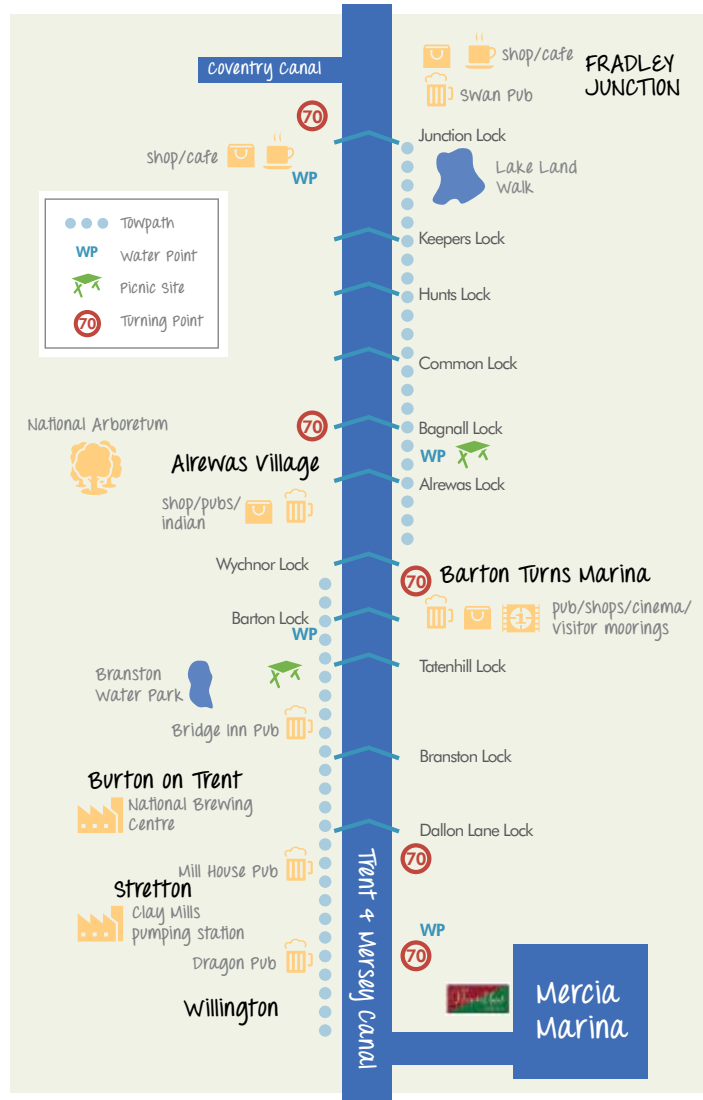 Coventry Canal
shop/cafe
FRADLEY
JUNCTION
Swan Pub
70
Junction Lock
shop/cafe
WP
Lake Land
Walk
Towpath
WP
Water Point
Picnic Site
70
Turning Point
Keepers Lock
Hunts Lock
Common Lock
National Arboretum
70
Bagnall Lock
WP
Alrewas Village
Alrewas Lock
shop/pubs/
indian
Wychnor Lock
70
Barton Turns Marina
Barton Lock
WP
1
pub/shops/cinema/
visitor moorings
Tatenhill Lock
Branston
Water Park
Bridge Inn Pub
Branston Lock
Burton on Trent
National Brewing
Centre
Dallon Lane Lock
70
Mill House Pub
Stretton
Clay Mills
pumping station
WP
70
Dragon Pub
Willington
Trent & Mersey Canal
Mercia
Marina